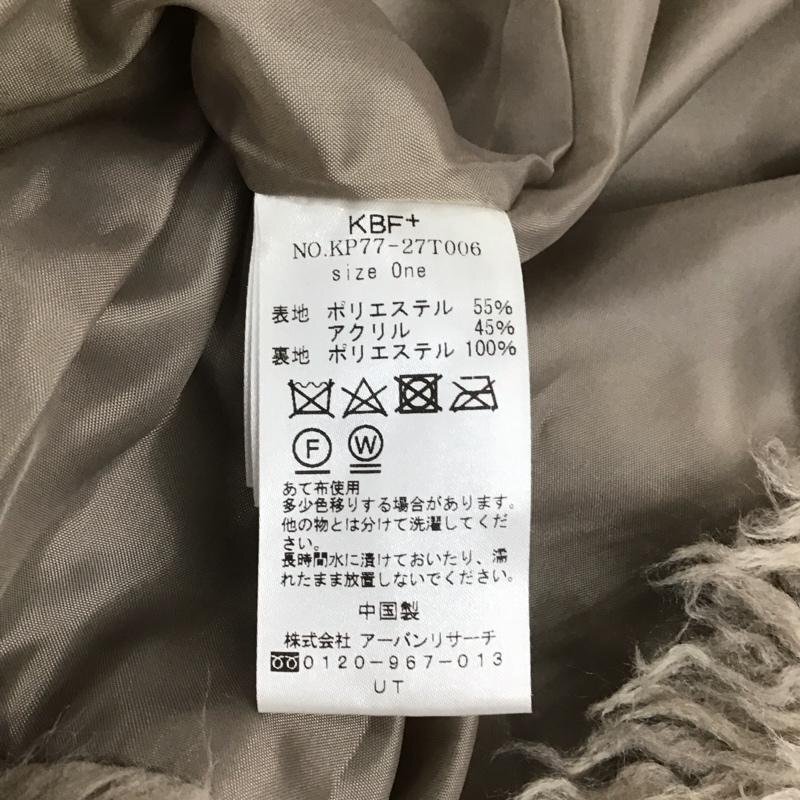 KBF+
NO.KP77-27T006
size One
表地 ポリエステル 55%
アクリル 45%
裏地 ポリエステル 100%
F W
あて布使用
多少色移りする場合があります。
他の物とは分けて洗濯してくだ
さい。
長時間水に漬けておいたり、濡
れたまま放置しないでください。
中国製
株式会社 アーバンリサーチ
0120-967-013
UT